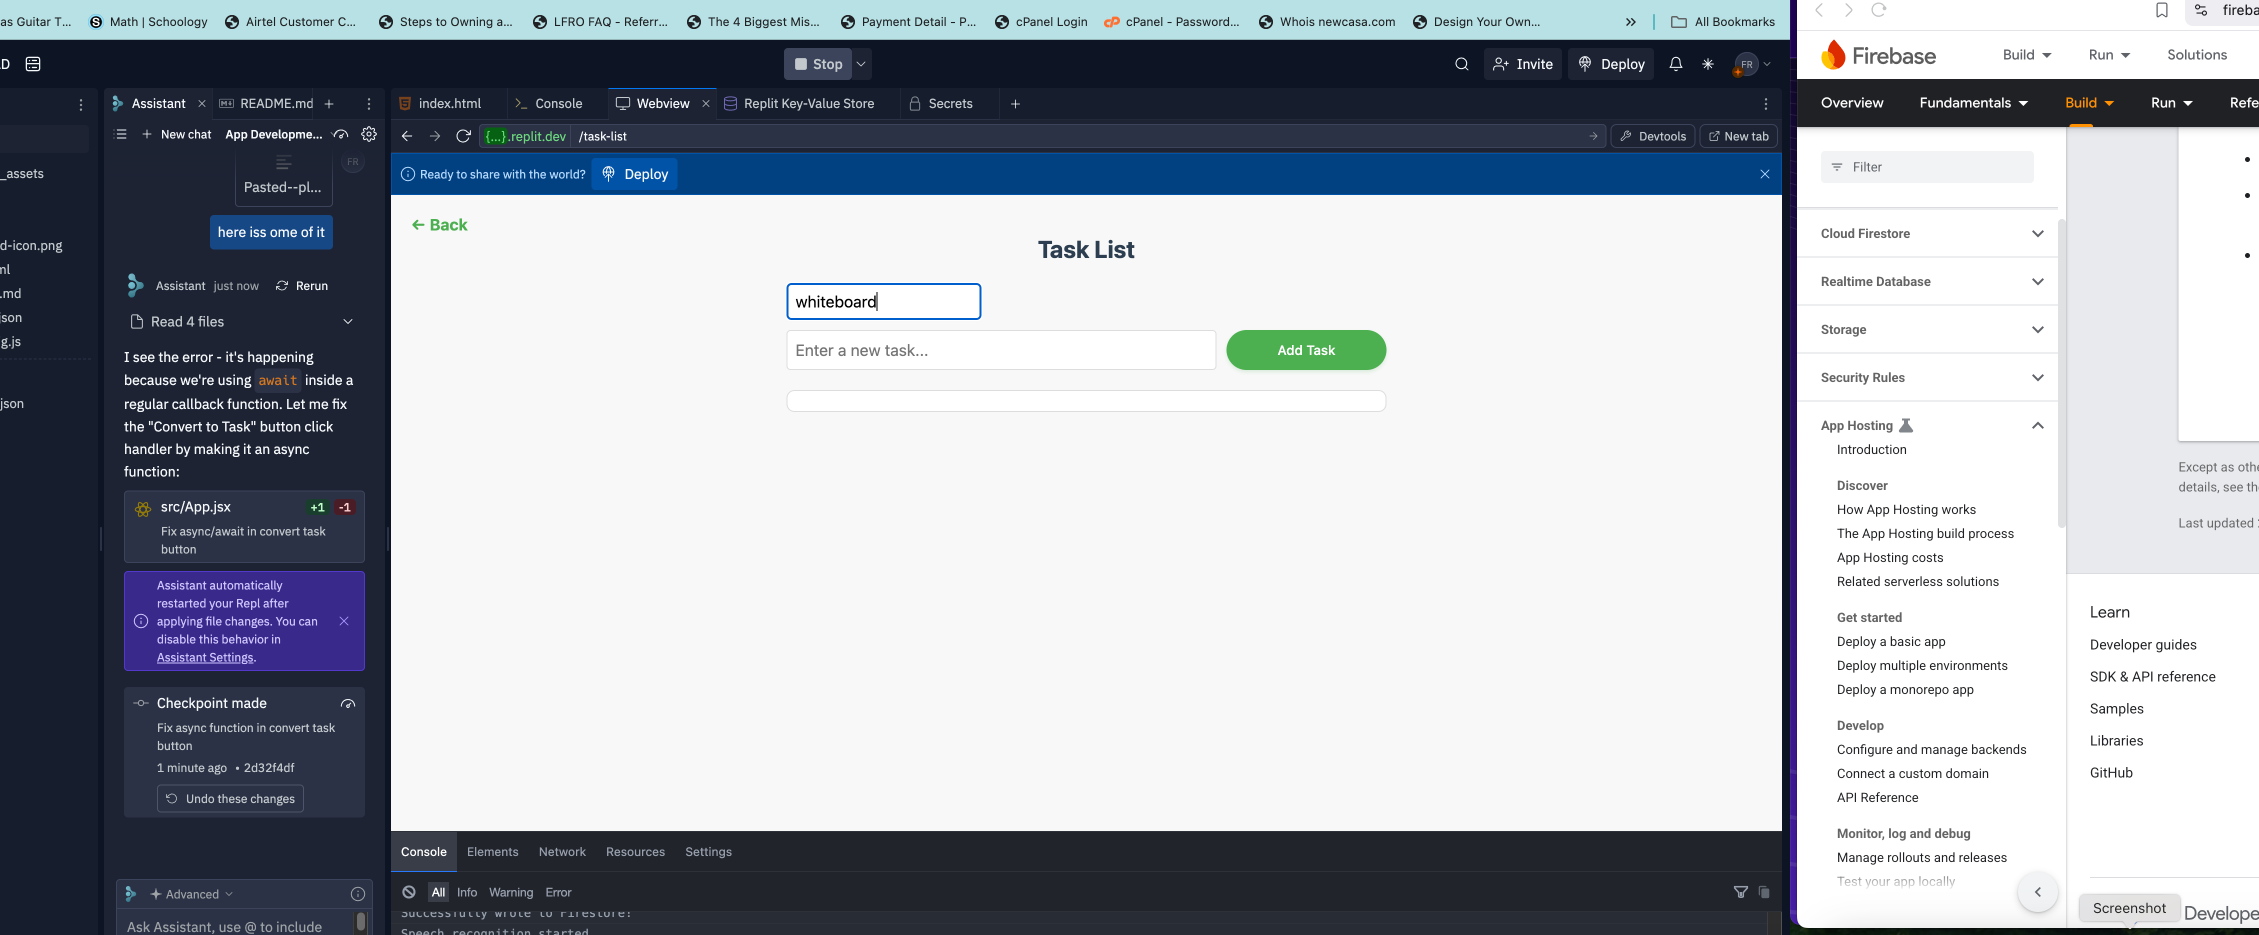 as Guitar T...
Math | Schoology
Airtel Customer C...
Steps to Owning a...
LFRO FAQ - Referr...
The 4 Biggest Mis...
Payment Detail - P...
cPanel Login
cPanel - Password...
Whois newcasa.com
Design Your Own...
All Bookmarks
D
Stop
Invite
Deploy
FR
Assistant
README.md
New chat
App Developme...
_assets
d-icon.png
ml
.md
json
g.js
json
Pasted--pl...
FR
here iss ome of it
Assistant just now Rerun
Read 4 files
I see the error - it's happening
because we're using await inside a
regular callback function. Let me fix
the "Convert to Task" button click
handler by making it an async
function:
src/App.jsx +1 -1
Fix async/await in convert task
button
Assistant automatically
restarted your Repl after
applying file changes. You can
disable this behavior in
Assistant Settings.
Checkpoint made
Fix async function in convert task
button
1 minute ago • 2d32f4df
Undo these changes
Advanced
Ask Assistant, use @ to include
index.html
Console
Webview
Replit Key-Value Store
Secrets
{...}.replit.dev /task-list
Devtools
New tab
Ready to share with the world? Deploy
← Back
Task List
whiteboard
Enter a new task...
Add Task
Console Elements Network Resources Settings
All Info Warning Error
Successfully wrote to Firestore!
Speech recognition started
fireba
Firebase
Build
Run
Solutions
Overview
Fundamentals
Build
Run
Refe
Filter
Cloud Firestore
Realtime Database
Storage
Security Rules
App Hosting
Introduction
Discover
How App Hosting works
The App Hosting build process
App Hosting costs
Related serverless solutions
Get started
Deploy a basic app
Deploy multiple environments
Deploy a monorepo app
Develop
Configure and manage backends
Connect a custom domain
API Reference
Monitor, log and debug
Manage rollouts and releases
Test your app locally
Except as othe
details, see th
Last updated
Learn
Developer guides
SDK & API reference
Samples
Libraries
GitHub
Screenshot
Develope